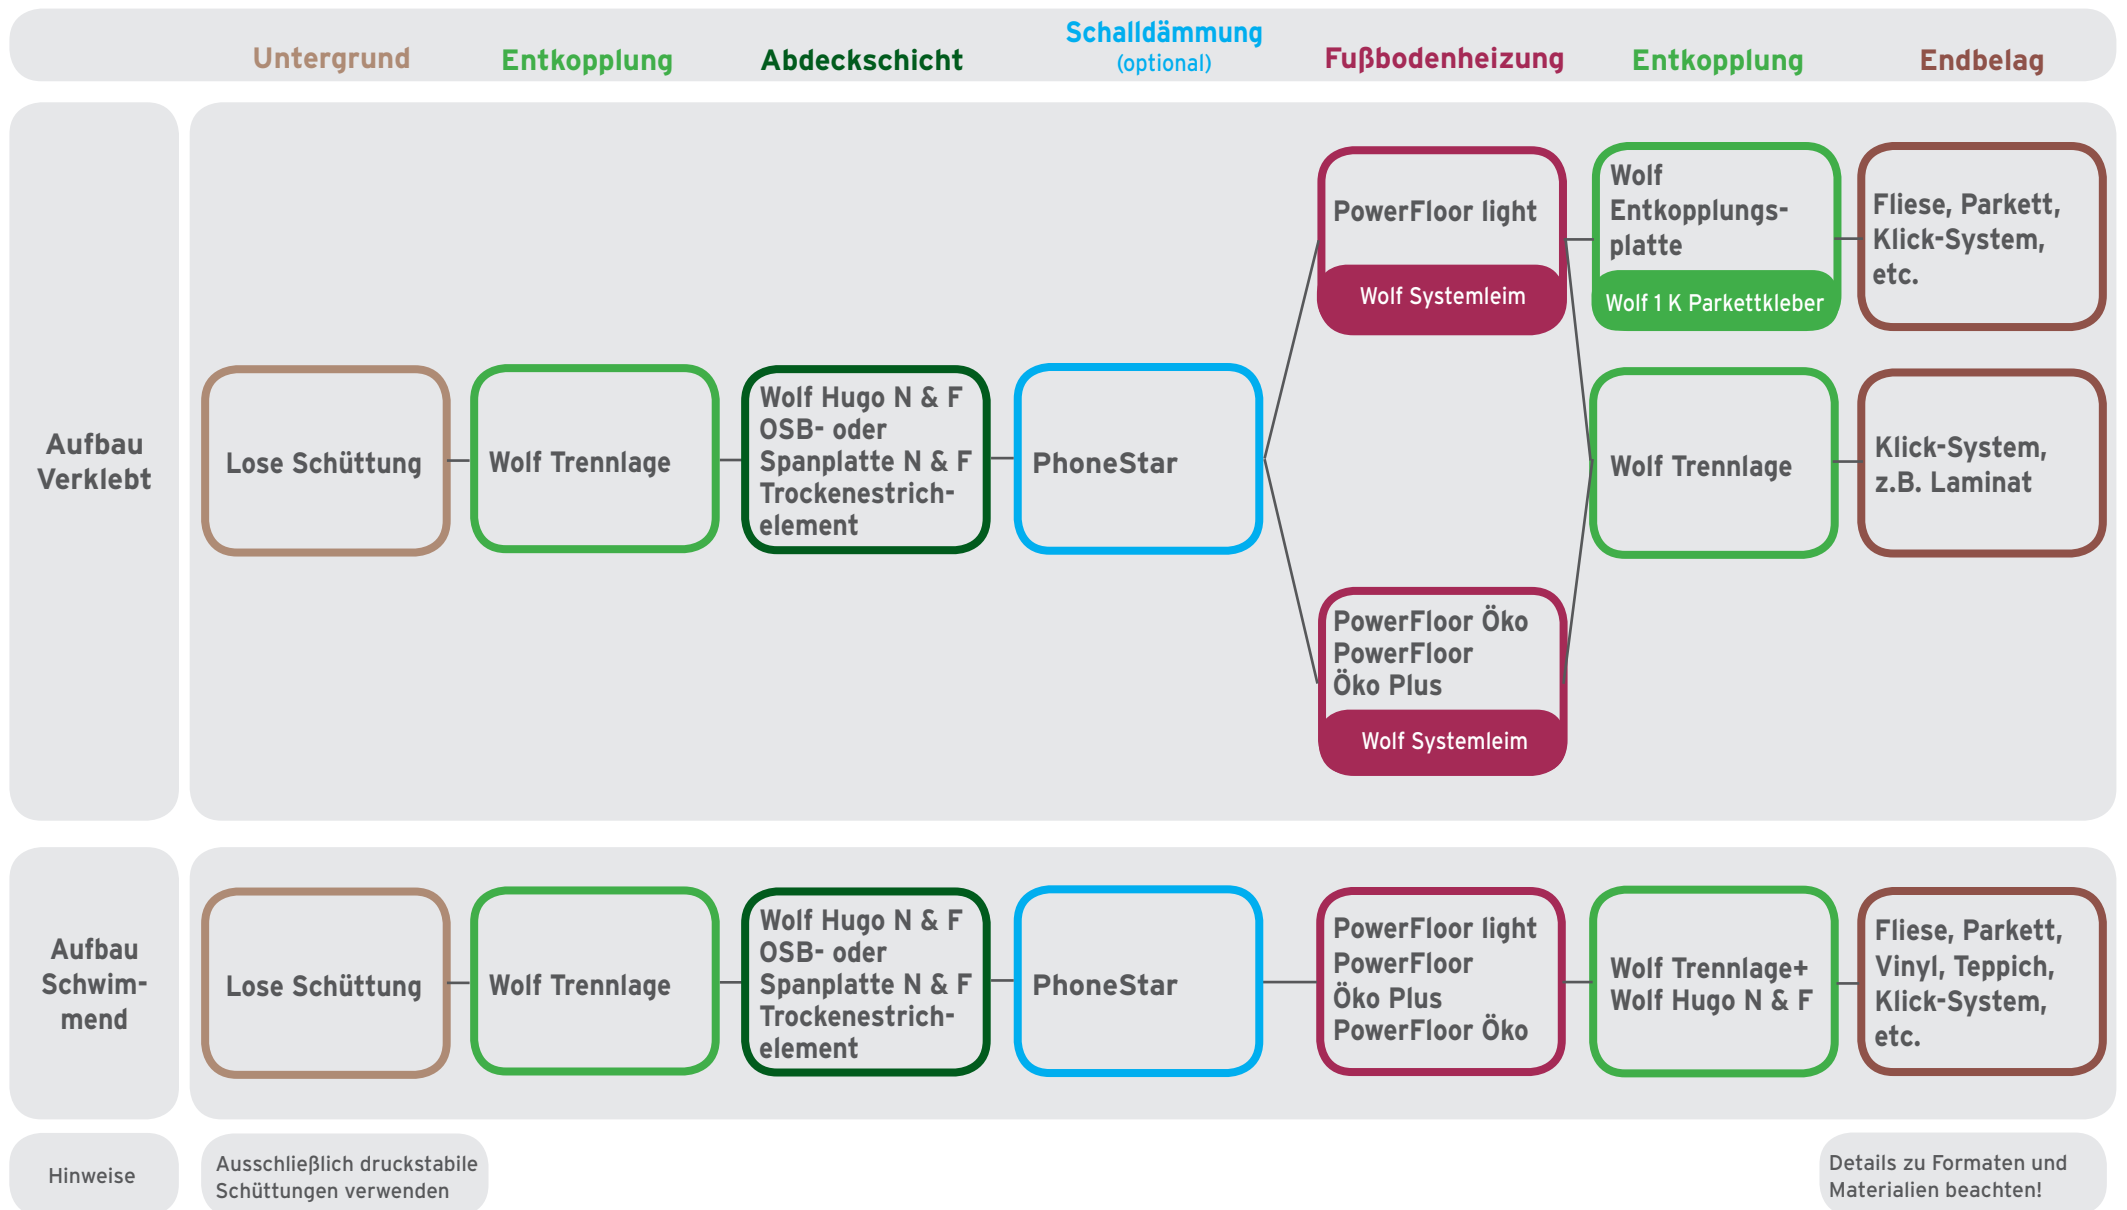 Untergrund
Entkopplung
Abdeckschicht
Schalldämmung
(optional)
Fußbodenheizung
Entkopplung
Endbelag
Aufbau
Verklebt
Lose Schüttung
Wolf Trennlage
Wolf Hugo N & F
OSB- oder
Spanplatte N & F
Trockenestrich-
element
PhoneStar
PowerFloor light
Wolf Systemleim
PowerFloor Öko
PowerFloor
Öko Plus
Wolf Systemleim
Wolf
Entkopplungs-
platte
Wolf 1 K Parkettkleber
Wolf Trennlage
Fliese, Parkett,
Klick-System,
etc.
Klick-System,
z.B. Laminat
Aufbau
Schwim-
mend
Lose Schüttung
Wolf Trennlage
Wolf Hugo N & F
OSB- oder
Spanplatte N & F
Trockenestrich-
element
PhoneStar
PowerFloor light
PowerFloor
Öko Plus
PowerFloor Öko
Wolf Trennlage+
Wolf Hugo N & F
Fliese, Parkett,
Vinyl, Teppich,
Klick-System,
etc.
Hinweise
Ausschließlich druckstabile
Schüttungen verwenden
Details zu Formaten und
Materialien beachten!